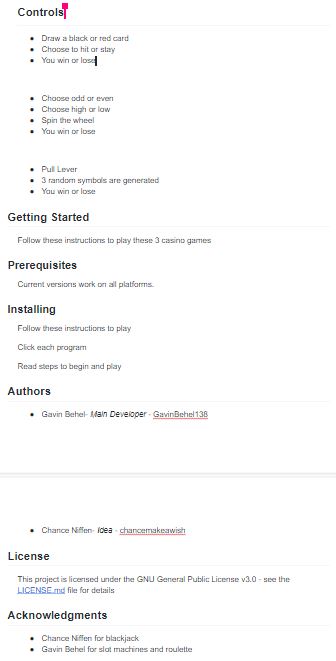 Controls
Draw a black or red card
Choose to hit or stay
You win or lose
Choose odd or even
Choose high or low
Spin the wheel
You win or lose
Pull Lever
3 random symbols are generated
You win or lose
Getting Started
Follow these instructions to play these 3 casino games
Prerequisites
Current versions work on all platforms.
Installing
Follow these instructions to play
Click each program
Read steps to begin and play
Authors
Gavin Behel- Main Developer - GavinBehel138
Chance Niffen- Idea - chancemakeawish
License
This project is licensed under the GNU General Public License v3.0 - see the
LICENSE.md file for details
Acknowledgments
Chance Niffen for blackjack
Gavin Behel for slot machines and roulette